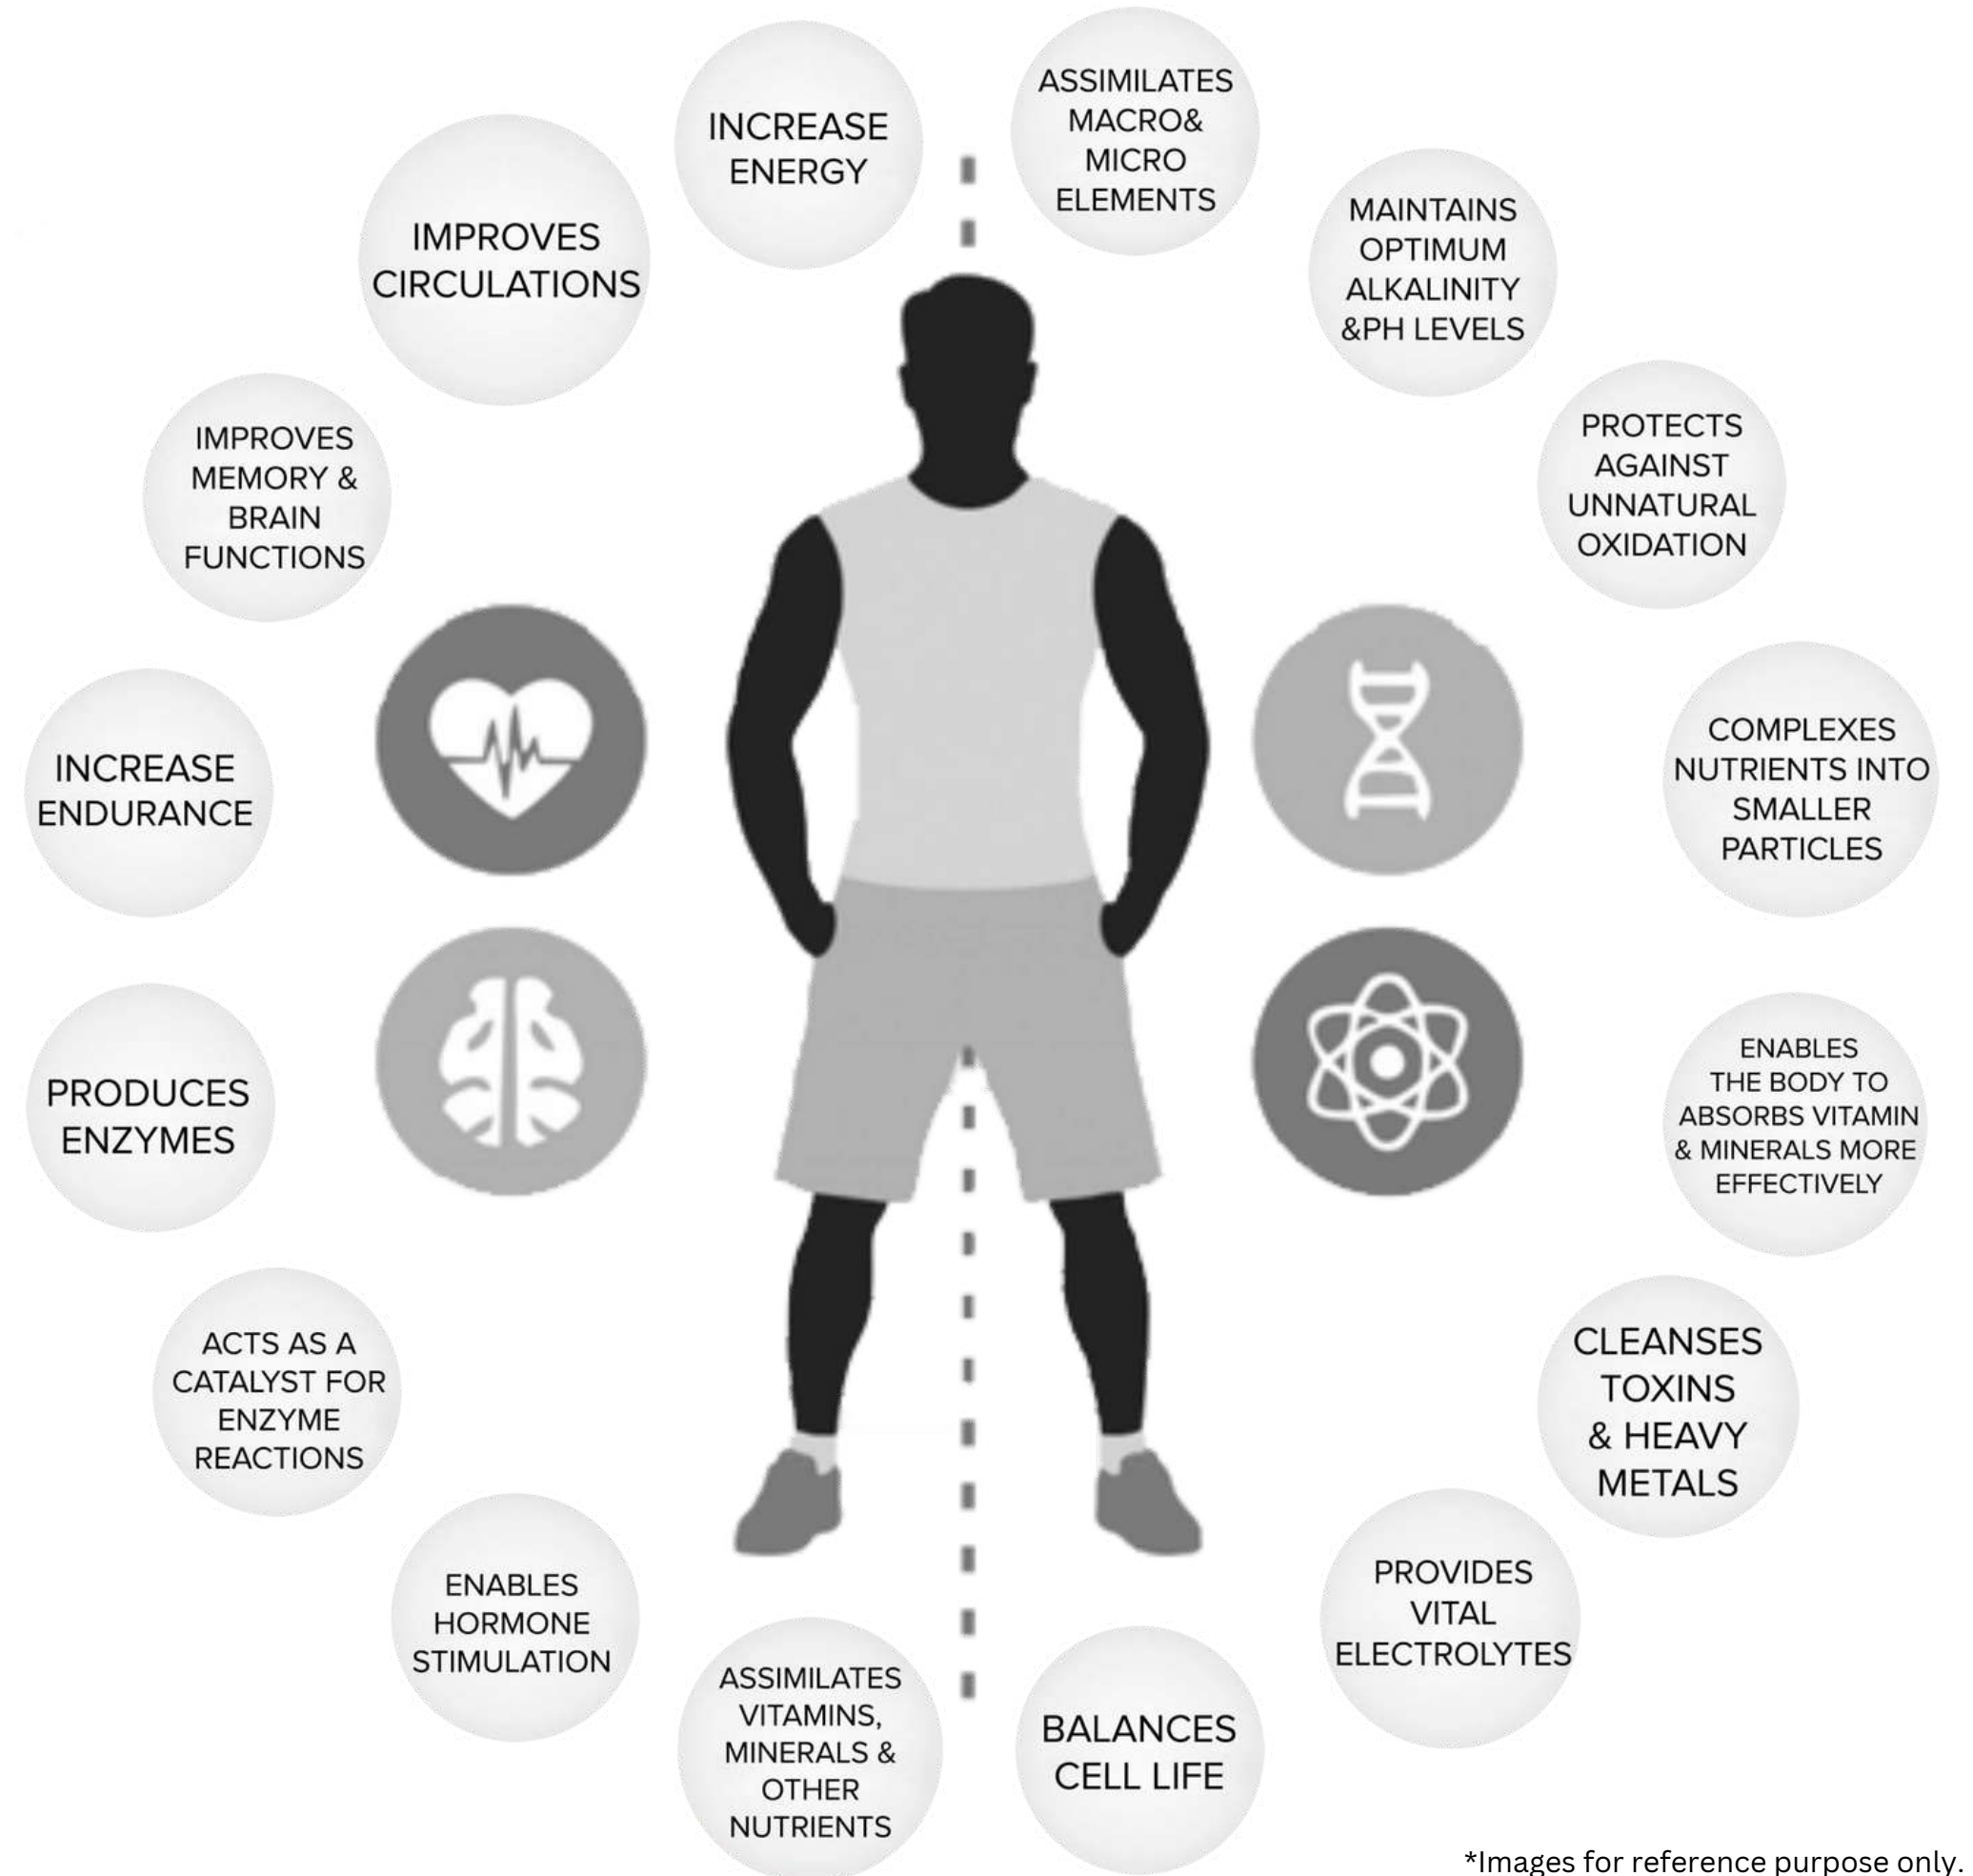 INCREASE
ENERGY
ASSIMILATES
MACRO&
MICRO
ELEMENTS
IMPROVES
CIRCULATIONS
MAINTAINS
OPTIMUM
ALKALINITY
&PH LEVELS
IMPROVES
MEMORY &
BRAIN
FUNCTIONS
PROTECTS
AGAINST
UNNATURAL
OXIDATION
INCREASE
ENDURANCE
COMPLEXES
NUTRIENTS INTO
SMALLER
PARTICLES
PRODUCES
ENZYMES
ENABLES
THE BODY TO
ABSORBS VITAMIN
& MINERALS MORE
EFFECTIVELY
ACTS AS A
CATALYST FOR
ENZYME
REACTIONS
CLEANSES
TOXINS
& HEAVY
METALS
ENABLES
HORMONE
STIMULATION
PROVIDES
VITAL
ELECTROLYTES
ASSIMILATES
VITAMINS,
MINERALS &
OTHER
NUTRIENTS
BALANCES
CELL LIFE
*Images for reference purpose only.